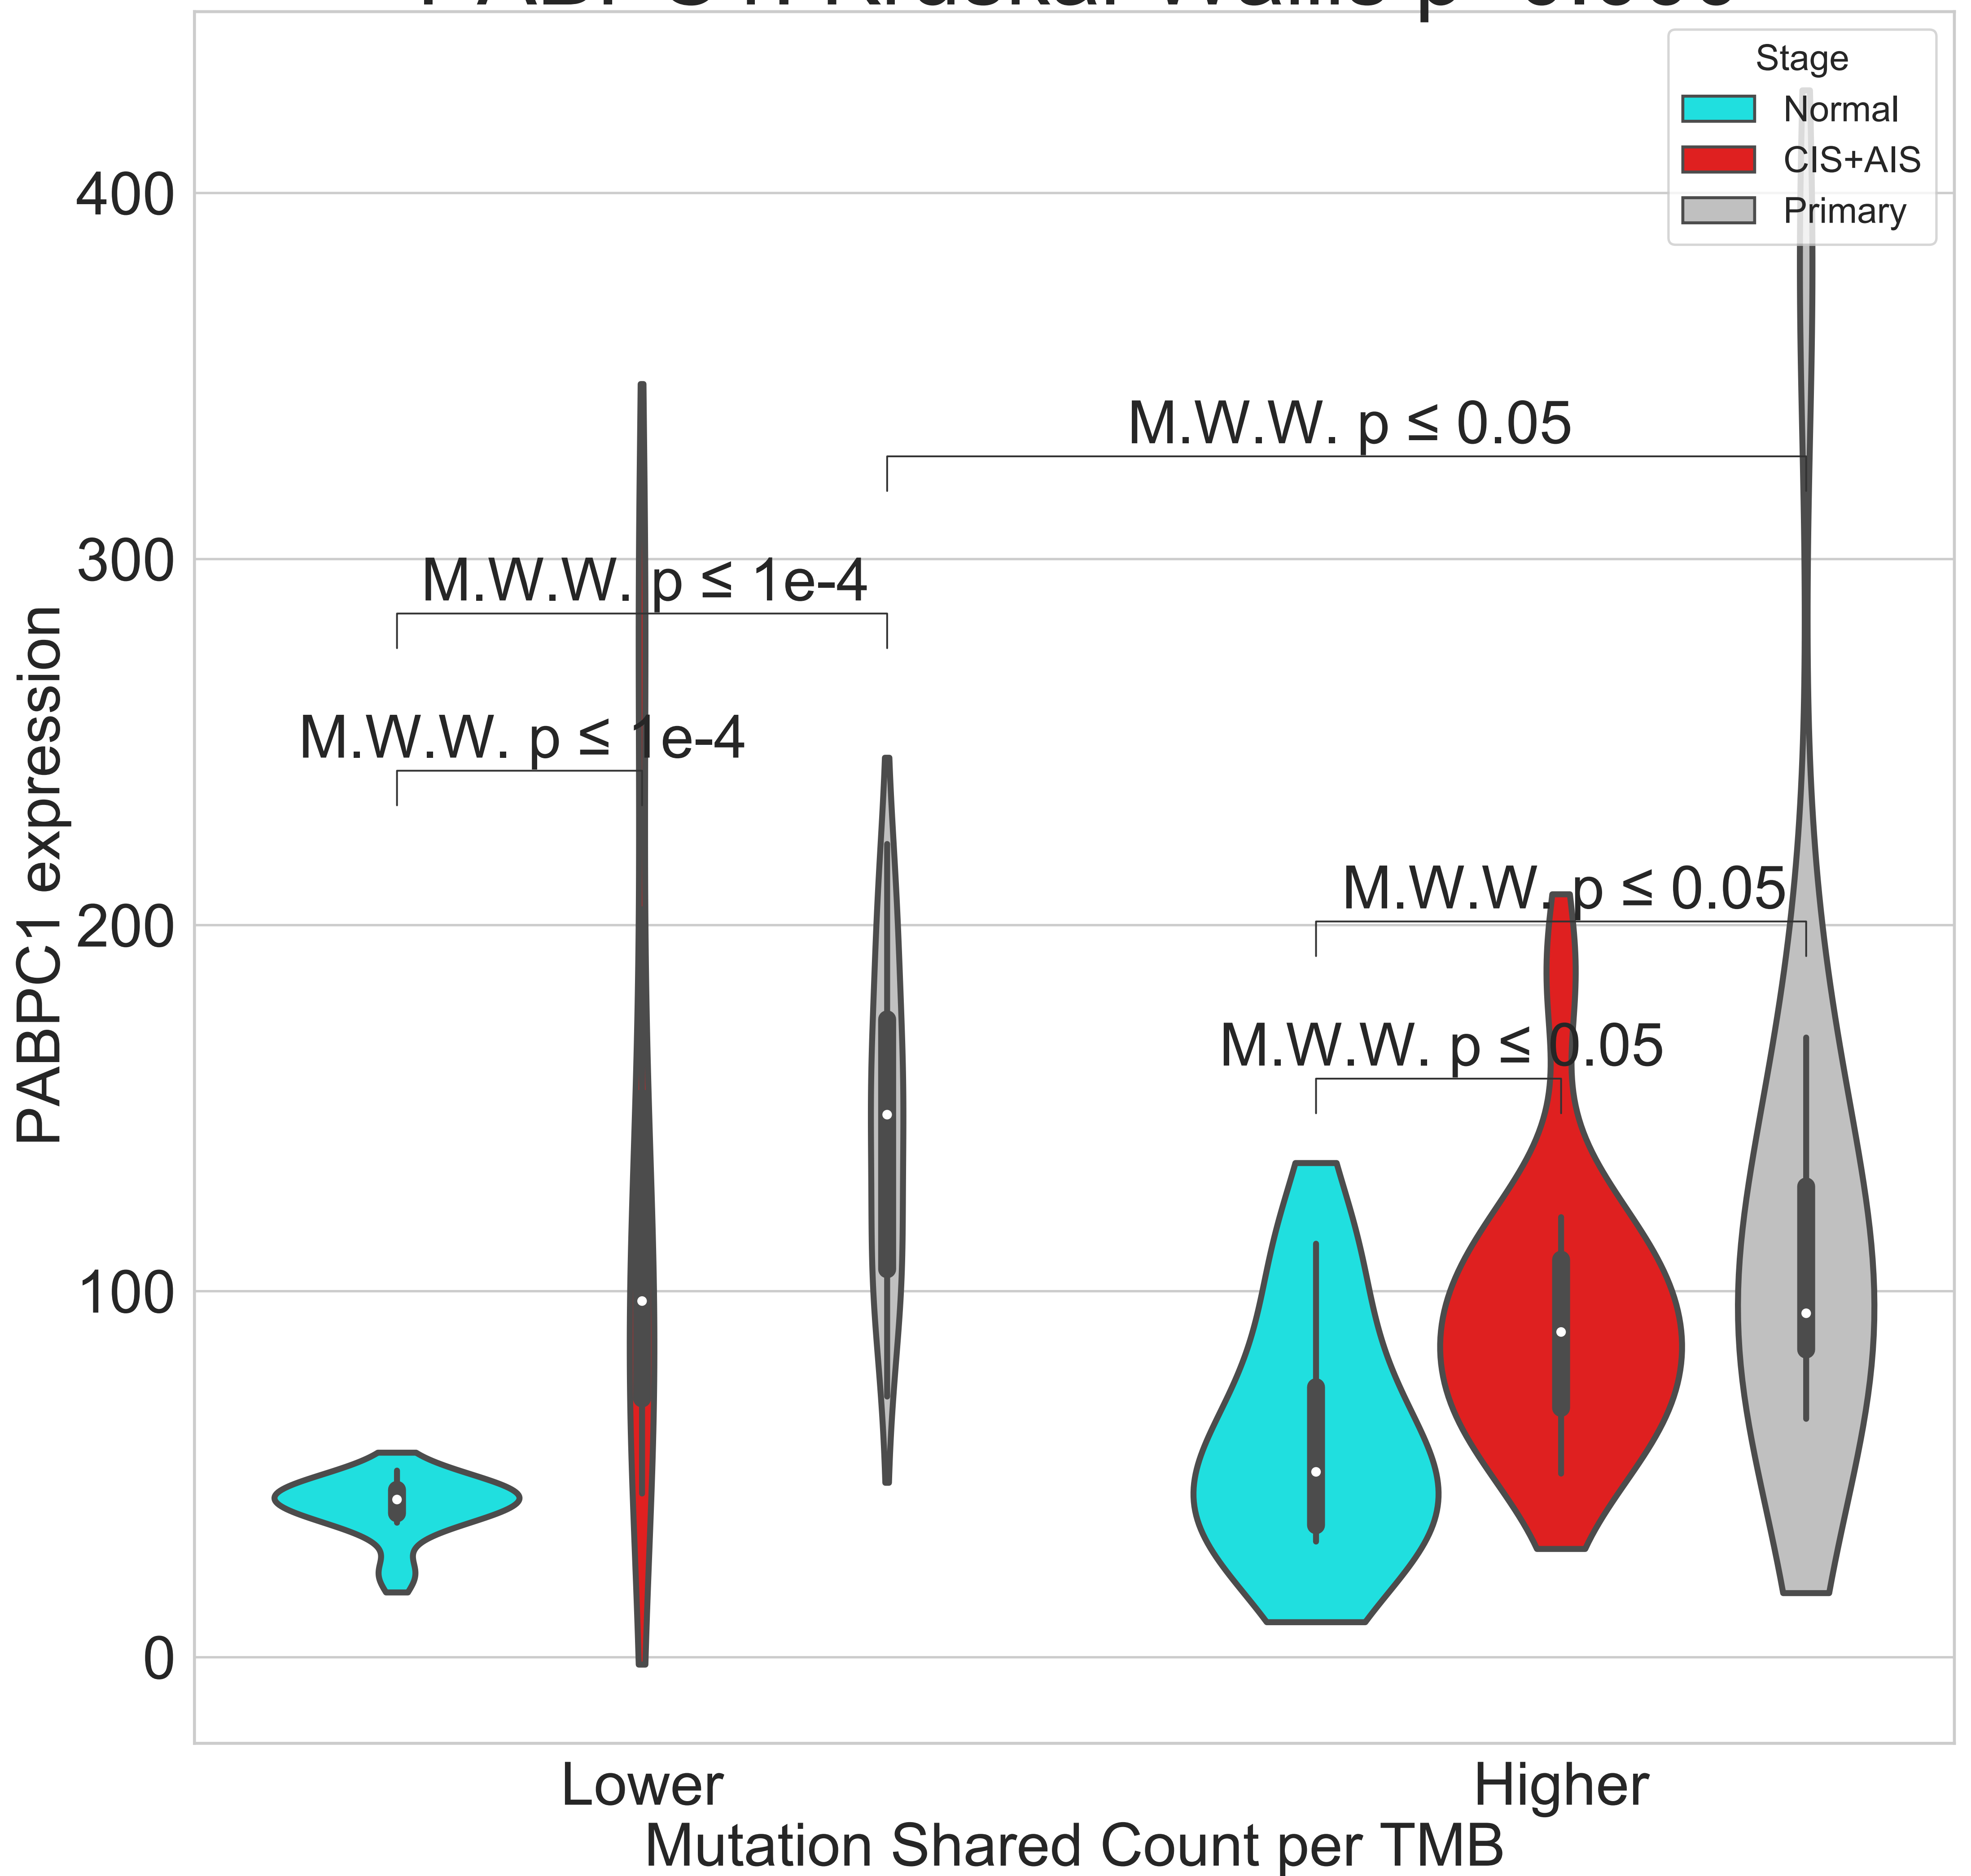 Stage
Normal
CIS+AIS
Primary
400
300
200
100
0
PABPC1 expression
M.W.W. p ≤ 0.05
M.W.W. p ≤ 1e-4
M.W.W. p ≤ 1e-4
M.W.W. p ≤ 0.05
M.W.W. p ≤ 0.05
Lower
Higher
Mutation Shared Count per TMB